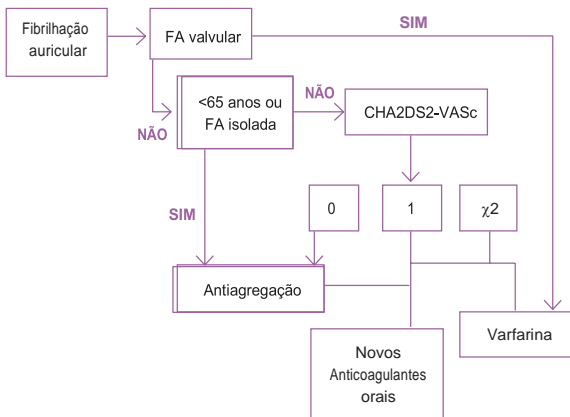 Fibrilhação
auricular
FA valvular
SIM
<65 anos ou
FA isolada
NÃO
NÃO
CHA2DS2-VASc
SIM
0
1
χ2
Antiagregação
Varfarina
Novos
Anticoagulantes
orais